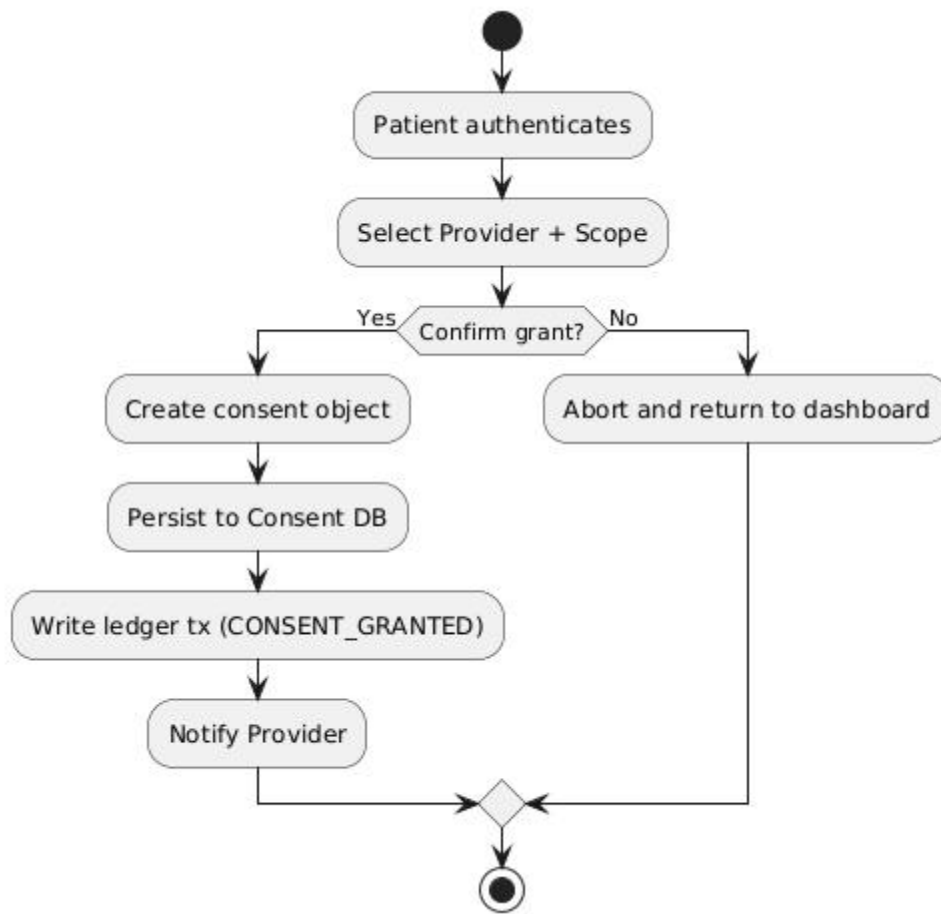 Patient authenticates
Select Provider + Scope
Yes
Confirm grant?
No
Create consent object
Abort and return to dashboard
Persist to Consent DB
Write ledger tx (CONSENT_GRANTED)
Notify Provider